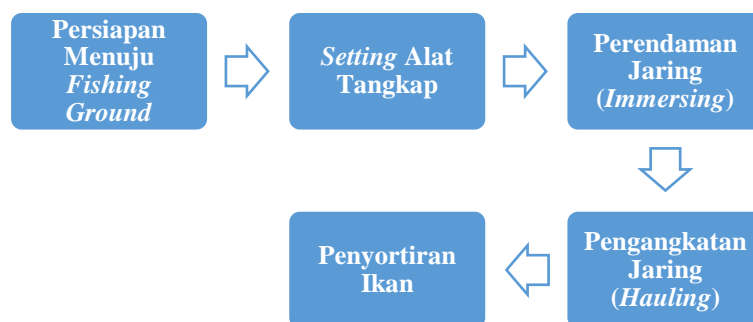 Persiapan
Menuju
Fishing
Ground
Setting Alat
Tangkap
Perendaman
Jaring
(Immersing)
Pengangkatan
Jaring
(Hauling)
Penyortiran
Ikan